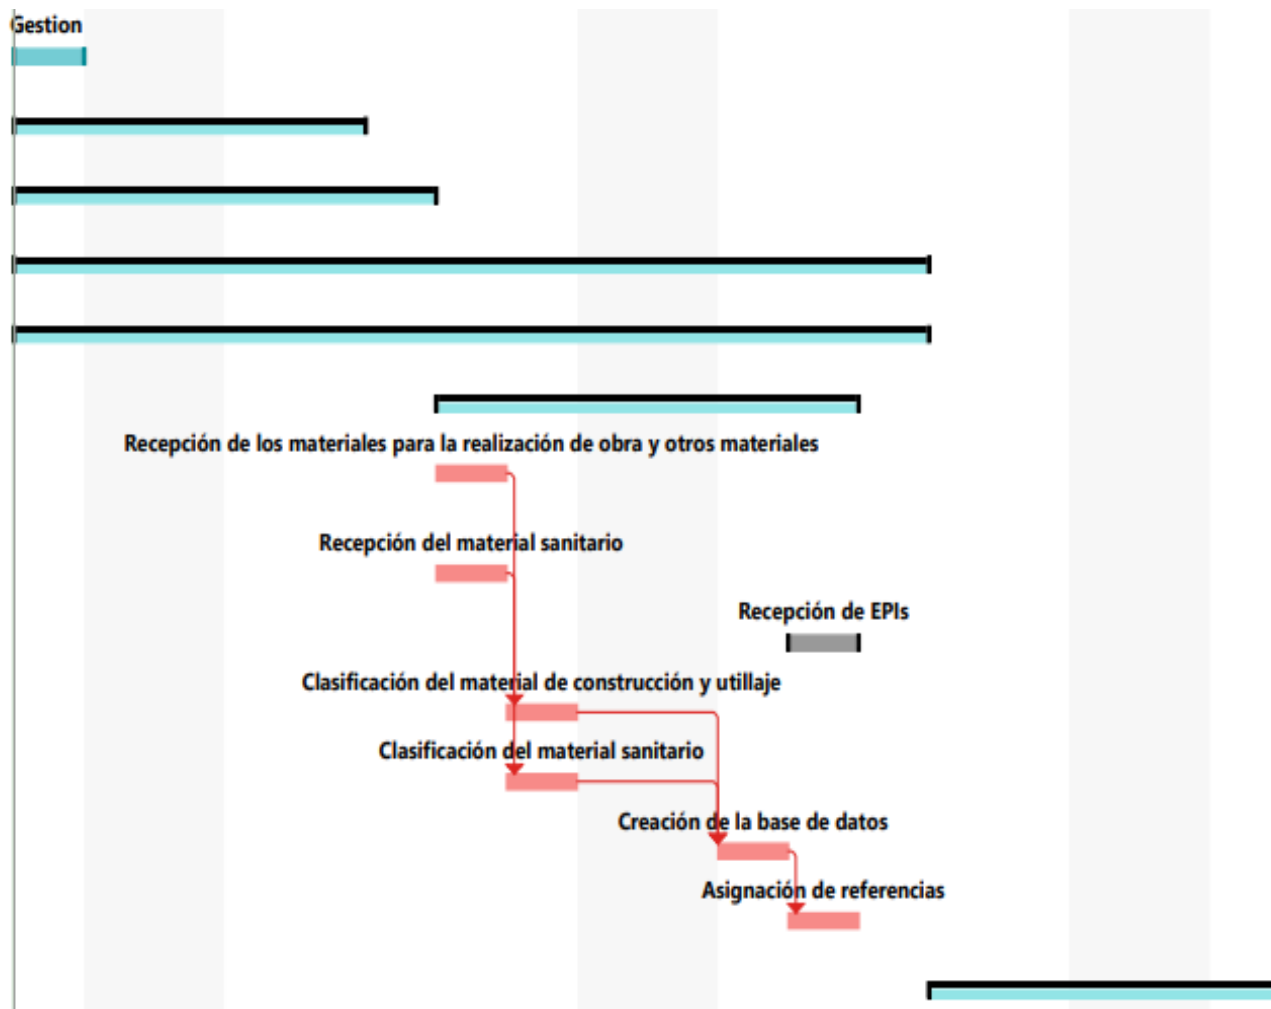 Gestion
Recepción de los materiales para la realización de obra y otros materiales
Recepción del material sanitario
Recepción de EPIs
Clasificación del material de construcción y utillaje
Clasificación del material sanitario
Creación de la base de datos
Asignación de referencias